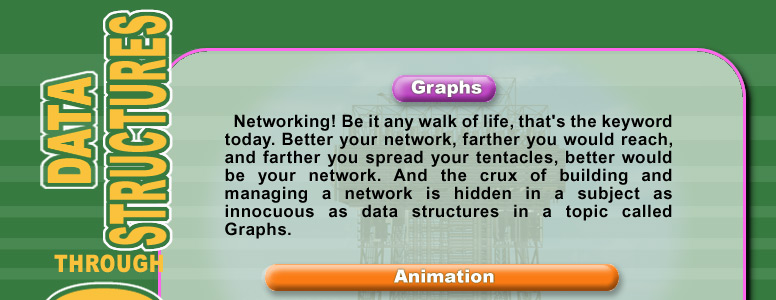 DATA
STRUCTURES
THROUGH
Graphs
Networking! Be it any walk of life, that's the keyword
today. Better your network, farther you would reach,
and farther you spread your tentacles, better would
be your network. And the crux of building and
managing a network is hidden in a subject as
innocuous as data structures in a topic called
Graphs.
Animation